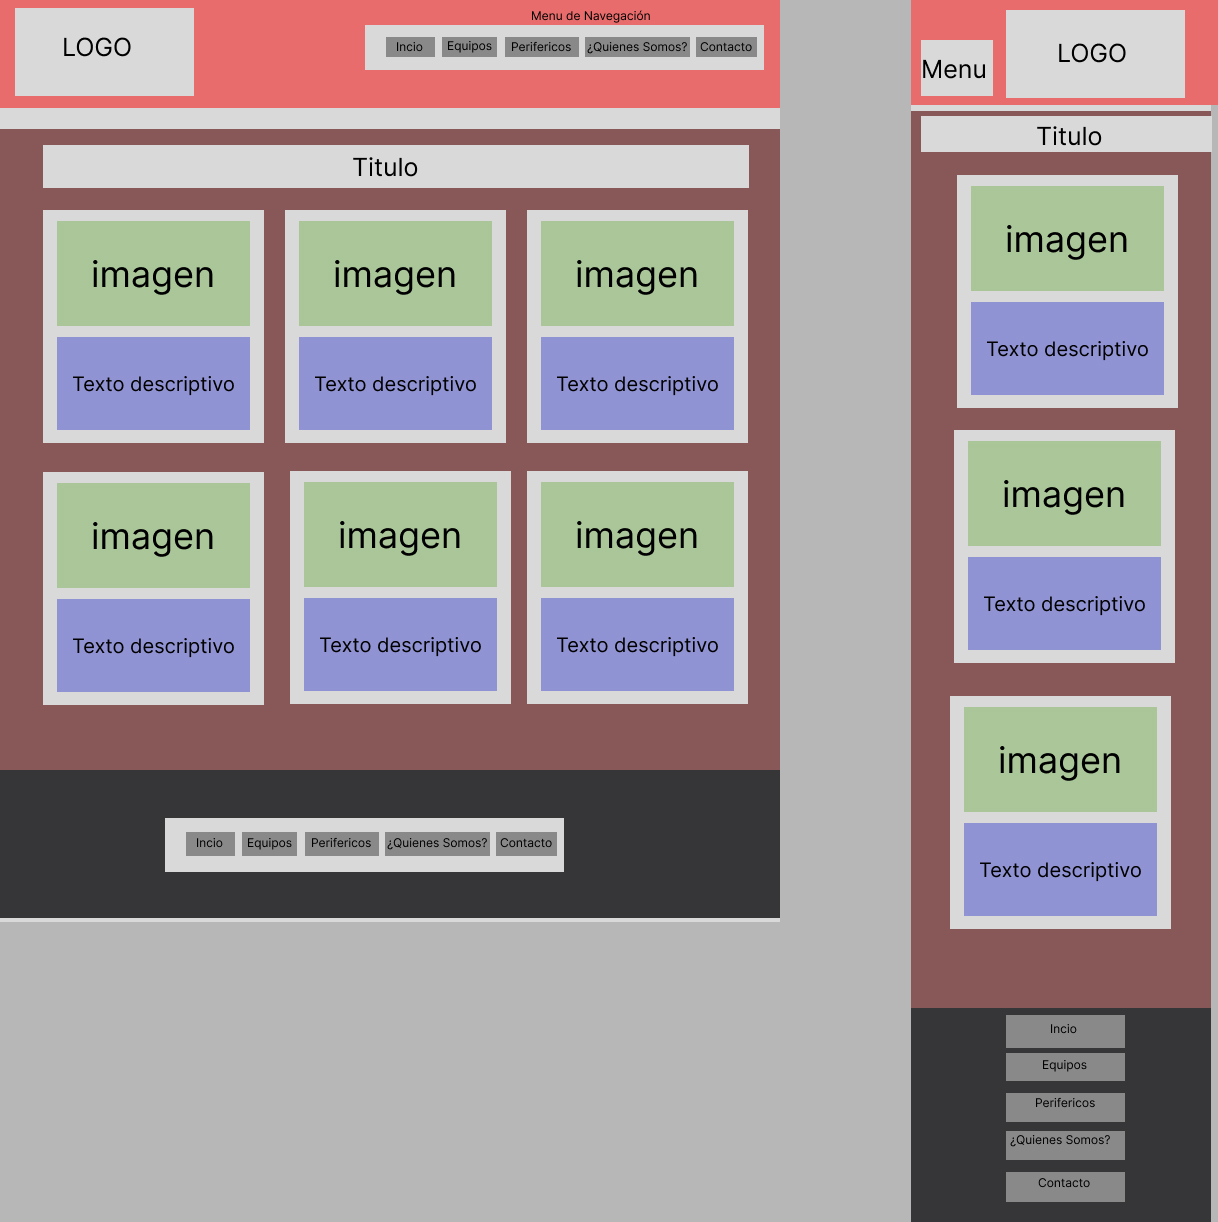 LOGO
Menu de Navegación
Incio
Equipos
Perifericos
¿Quienes Somos?
Contacto
Titulo
imagen
imagen
imagen
Texto descriptivo
Texto descriptivo
Texto descriptivo
imagen
imagen
imagen
Texto descriptivo
Texto descriptivo
Texto descriptivo
Incio
Equipos
Perifericos
¿Quienes Somos?
Contacto
Menu
LOGO
Titulo
imagen
Texto descriptivo
imagen
Texto descriptivo
imagen
Texto descriptivo
Incio
Equipos
Perifericos
¿Quienes Somos?
Contacto